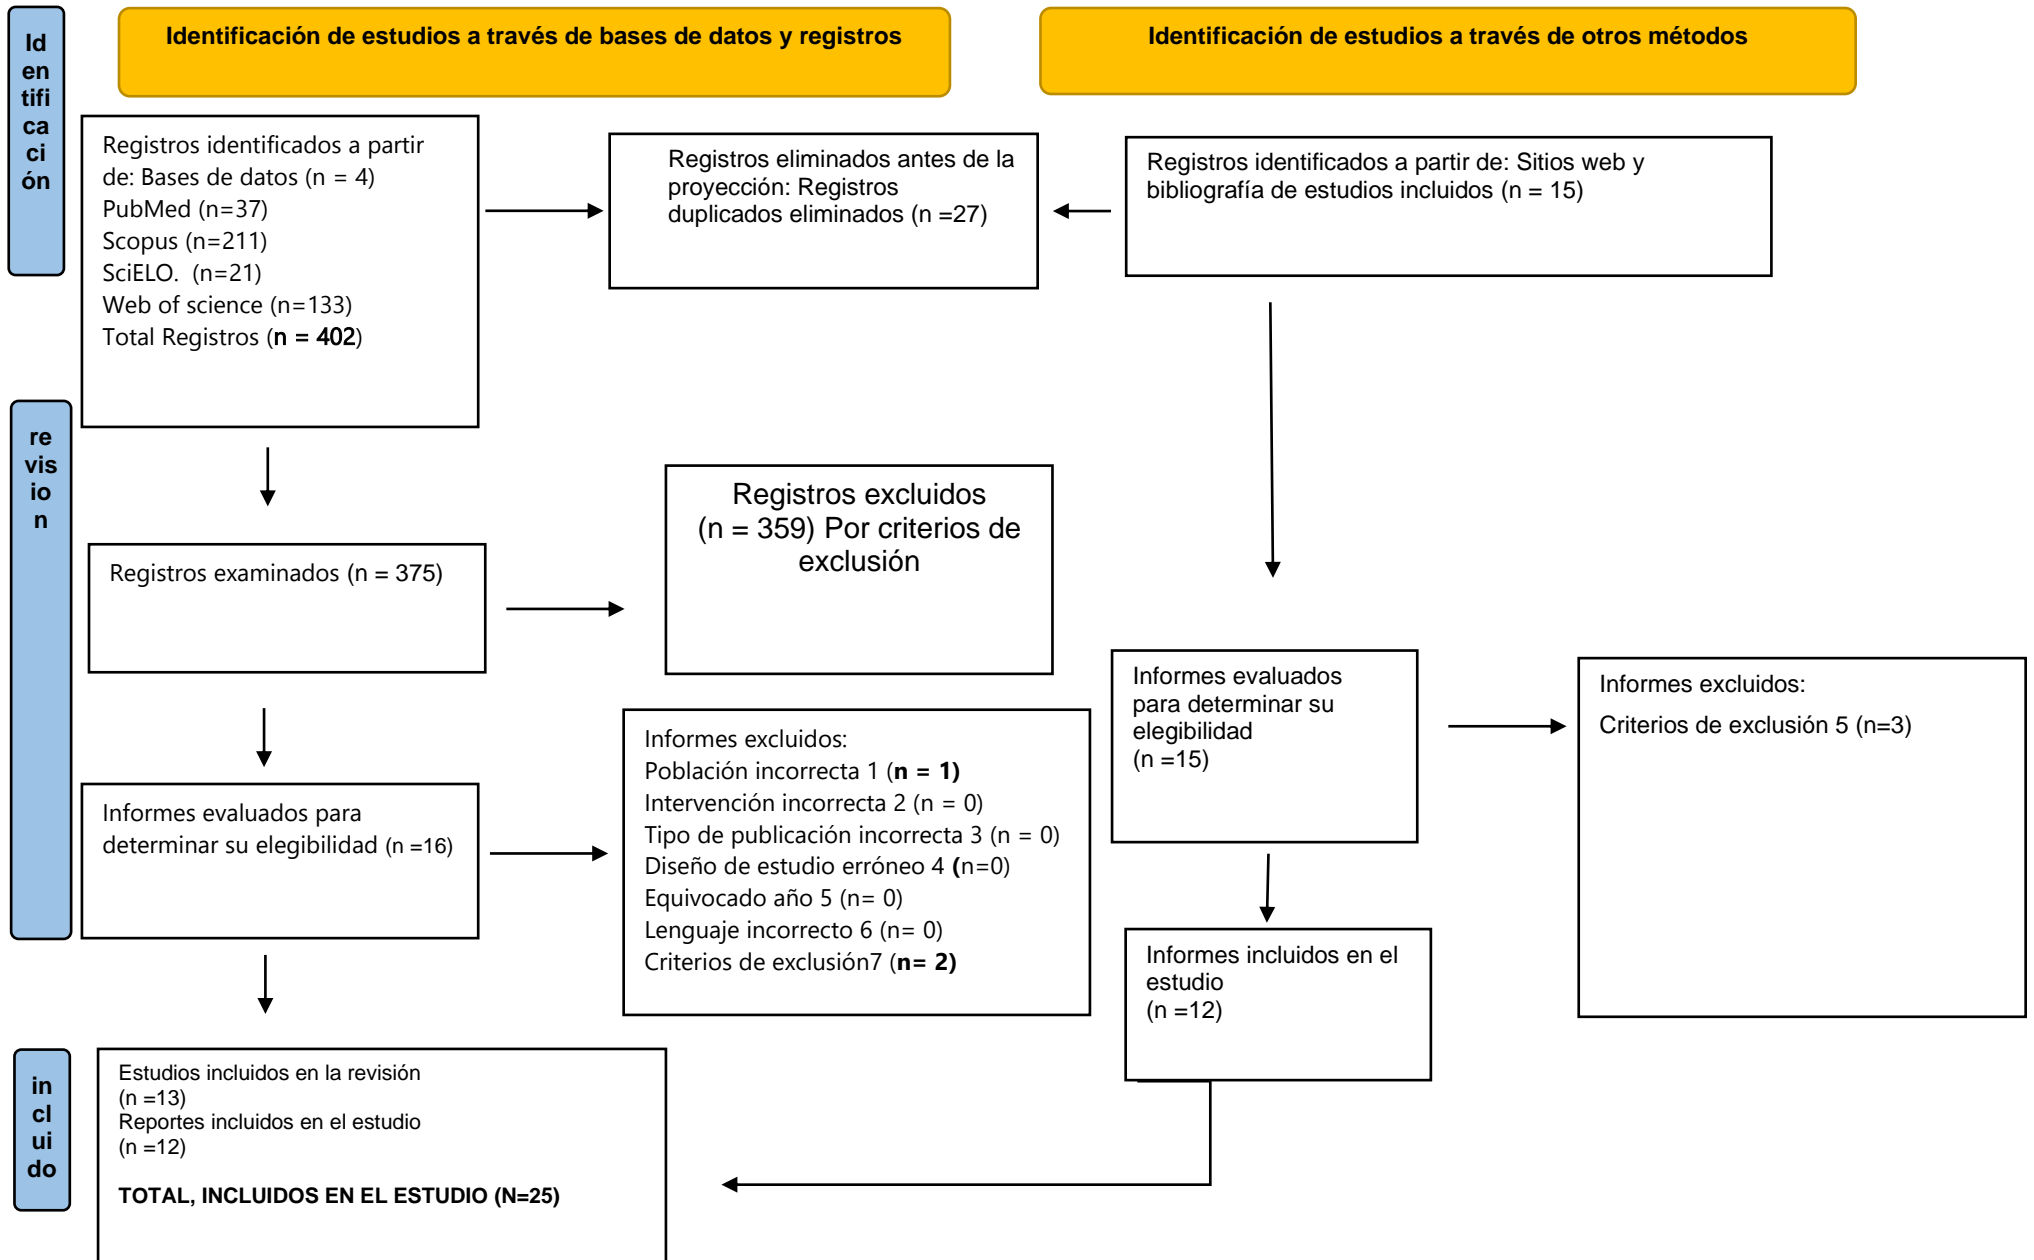 Id
en
tifi
ca
ci
ón
Identificación de estudios a través de bases de datos y registros
Identificación de estudios a través de otros métodos
Registros identificados a partir
de: Bases de datos (n = 4)
PubMed (n=37)
Scopus (n=211)
SciELO.  (n=21)
Web of science (n=133)
Total Registros (n = 402)
Registros eliminados antes de la
proyección: Registros
duplicados eliminados (n =27)
Registros identificados a partir de: Sitios web y
bibliografía de estudios incluidos (n = 15)
re
vis
io
n
Registros examinados (n = 375)
Registros excluidos
(n = 359) Por criterios de
exclusión
Informes evaluados para
determinar su elegibilidad (n =16)
Informes excluidos:
Población incorrecta 1 (n = 1)
Intervención incorrecta 2 (n = 0)
Tipo de publicación incorrecta 3 (n = 0)
Diseño de estudio erróneo 4 (n=0)
Equivocado año 5 (n= 0)
Lenguaje incorrecto 6 (n= 0)
Criterios de exclusión7 (n= 2)
Informes evaluados
para determinar su
elegibilidad
(n =15)
Informes excluidos:
Criterios de exclusión 5 (n=3)
Informes incluidos en el
estudio
(n =12)
in
cl
ui
do
Estudios incluidos en la revisión
(n =13)
Reportes incluidos en el estudio
(n =12)
TOTAL, INCLUIDOS EN EL ESTUDIO (N=25)